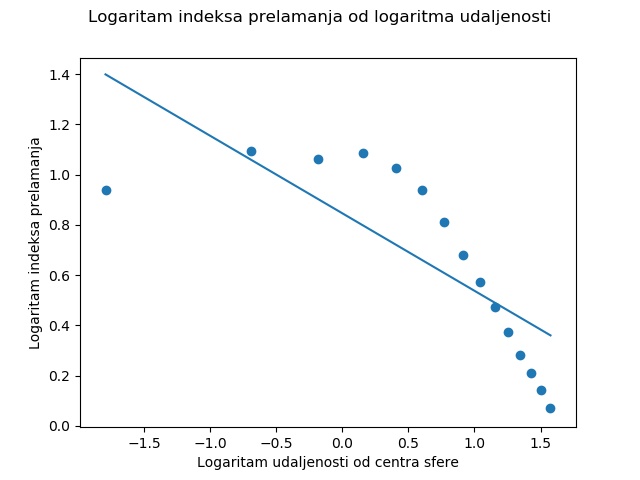 Logaritam indeksa prelamanja od logaritma udaljenosti
Logaritam indeksa prelamanja
1.4
1.2
1.0
0.8
0.6
0.4
0.2
0.0
−1.5 −1.0 −0.5 0.0 0.5 1.0 1.5
Logaritam udaljenosti od centra sfere